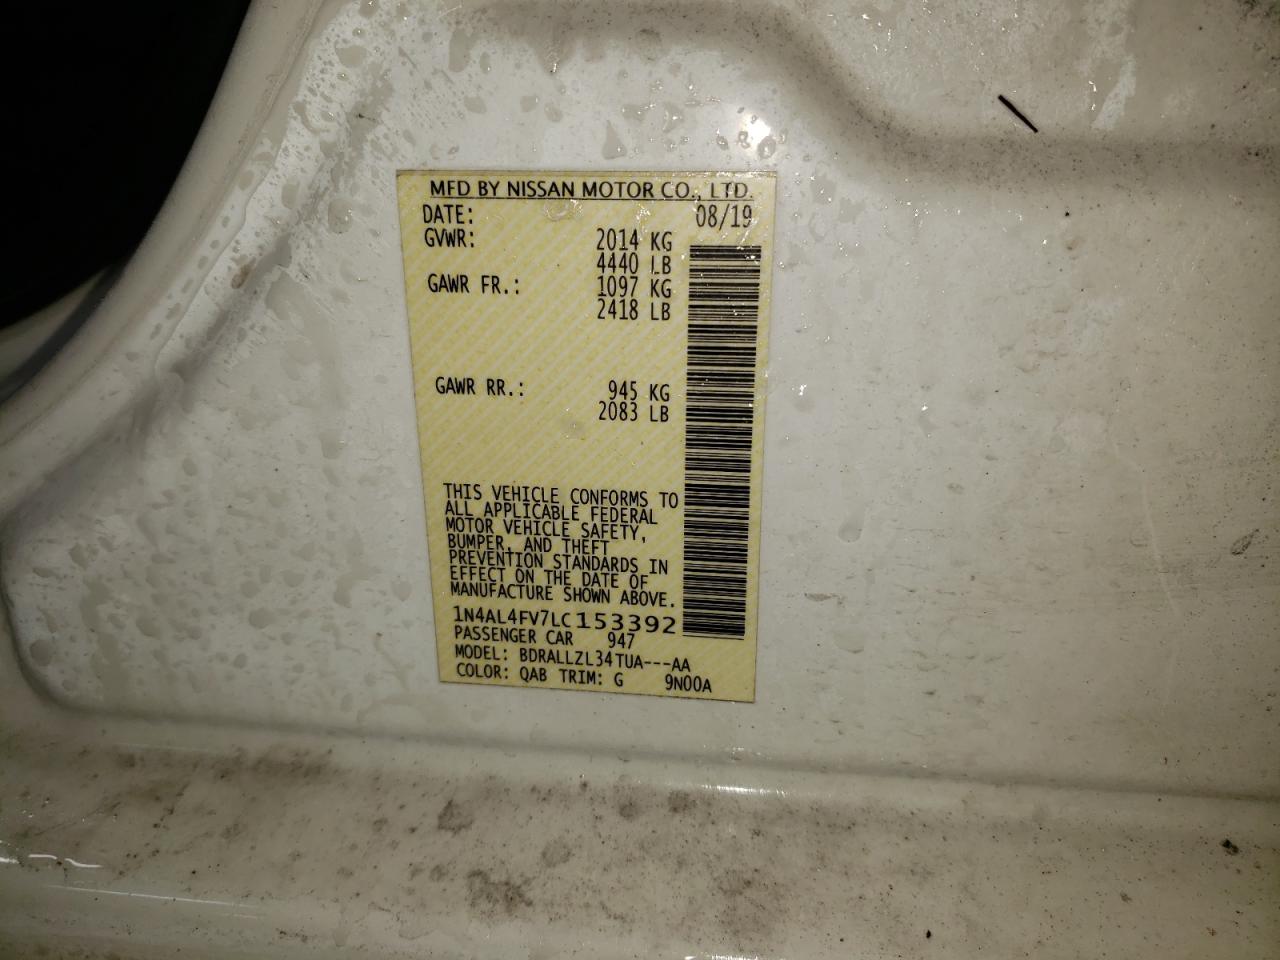 MFD BY NISSAN MOTOR CO., LTD.
DATE: 08/19
GVWR: 2014 KG
4440 LB
GAWR FR.: 1097 KG
2418 LB
GAWR RR.: 945 KG
2083 LB
THIS VEHICLE CONFORMS TO
ALL APPLICABLE FEDERAL
MOTOR VEHICLE SAFETY,
BUMPER, AND THEFT
PREVENTION STANDARDS IN
EFFECT ON THE DATE OF
MANUFACTURE SHOWN ABOVE.
1N4AL4FV7LC153392
PASSENGER CAR 947
MODEL: BDRALLZL34TUA---AA
COLOR: QAB TRIM: G 9N00A